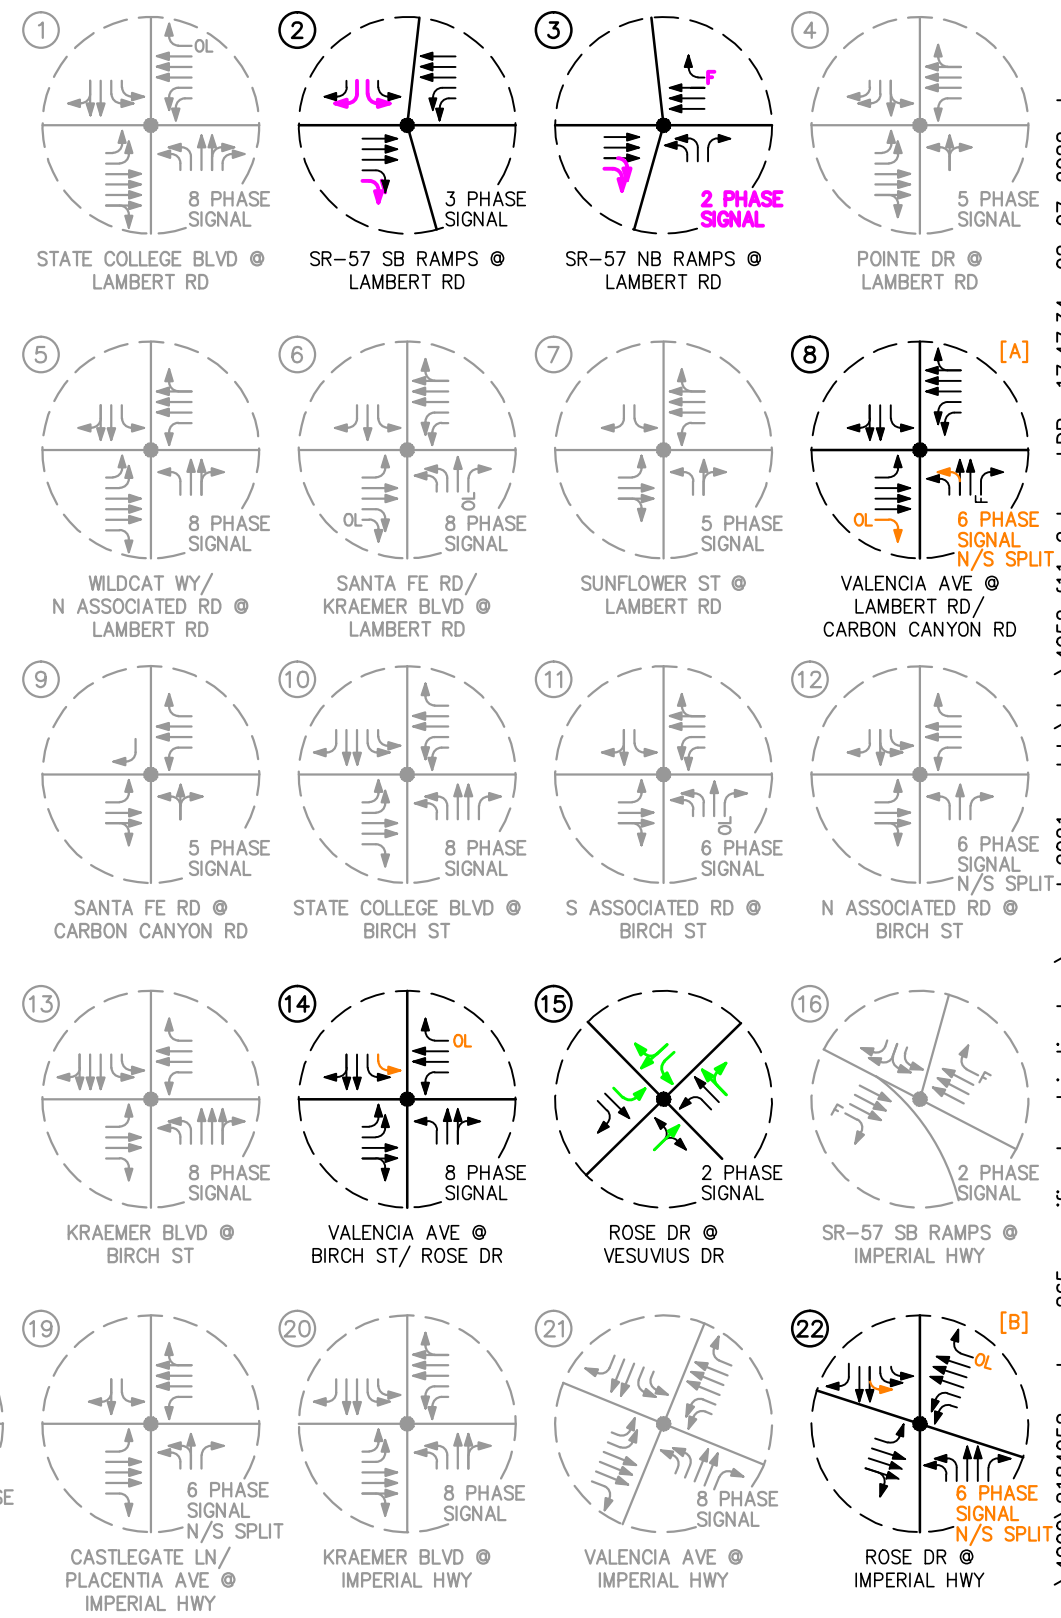 1
OL
8 PHASE
SIGNAL
STATE COLLEGE BLVD @
LAMBERT RD
2
3 PHASE
SIGNAL
SR-57 SB RAMPS @
LAMBERT RD
3
F
2 PHASE
SIGNAL
SR-57 NB RAMPS @
LAMBERT RD
4
5 PHASE
SIGNAL
POINTE DR @
LAMBERT RD
5
8 PHASE
SIGNAL
WILDCAT WY/
N ASSOCIATED RD @
LAMBERT RD
6
OL
OL
8 PHASE
SIGNAL
SANTA FE RD/
KRAEMER BLVD @
LAMBERT RD
7
5 PHASE
SIGNAL
SUNFLOWER ST @
LAMBERT RD
8
[A]
OL
F
6 PHASE
SIGNAL
N/S SPLIT
VALENCIA AVE @
LAMBERT RD/
CARBON CANYON RD
9
5 PHASE
SIGNAL
SANTA FE RD @
CARBON CANYON RD
10
8 PHASE
SIGNAL
STATE COLLEGE BLVD @
BIRCH ST
11
OL
6 PHASE
SIGNAL
S ASSOCIATED RD @
BIRCH ST
12
6 PHASE
SIGNAL
N/S SPLIT
N ASSOCIATED RD @
BIRCH ST
13
8 PHASE
SIGNAL
KRAEMER BLVD @
BIRCH ST
14
OL
8 PHASE
SIGNAL
VALENCIA AVE @
BIRCH ST/ ROSE DR
15
2 PHASE
SIGNAL
ROSE DR @
VESUVIUS DR
16
F
F
2 PHASE
SIGNAL
SR-57 SB RAMPS @
IMPERIAL HWY
SE
19
6 PHASE
SIGNAL
N/S SPLIT
CASTLEGATE LN/
PLACENTIA AVE @
IMPERIAL HWY
20
8 PHASE
SIGNAL
KRAEMER BLVD @
IMPERIAL HWY
21
8 PHASE
SIGNAL
VALENCIA AVE @
IMPERIAL HWY
22
[B]
OL
6 PHASE
SIGNAL
N/S SPLIT
ROSE DR @
IMPERIAL HWY